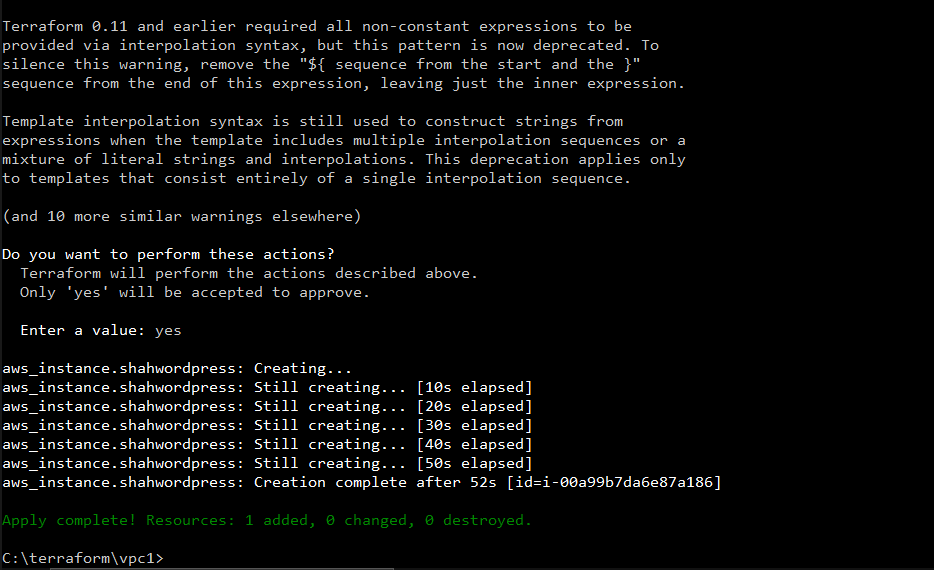 Terraform 0.11 and earlier required all non-constant expressions to be
provided via interpolation syntax, but this pattern is now deprecated. To
silence this warning, remove the "${ sequence from the start and the }"
sequence from the end of this expression, leaving just the inner expression.
Template interpolation syntax is still used to construct strings from
expressions when the template includes multiple interpolation sequences or a
mixture of literal strings and interpolations. This deprecation applies only
to templates that consist entirely of a single interpolation sequence.
(and 10 more similar warnings elsewhere)
Do you want to perform these actions?
Terraform will perform the actions described above.
Only 'yes' will be accepted to approve.
Enter a value: yes
aws_instance.shahwordpress: Creating...
aws_instance.shahwordpress: Still creating... [10s elapsed]
aws_instance.shahwordpress: Still creating... [20s elapsed]
aws_instance.shahwordpress: Still creating... [30s elapsed]
aws_instance.shahwordpress: Still creating... [40s elapsed]
aws_instance.shahwordpress: Still creating... [50s elapsed]
aws_instance.shahwordpress: Creation complete after 52s [id=i-00a99b7da6e87a186]
Apply complete! Resources: 1 added, 0 changed, 0 destroyed.
C:\terraform\vpc1>